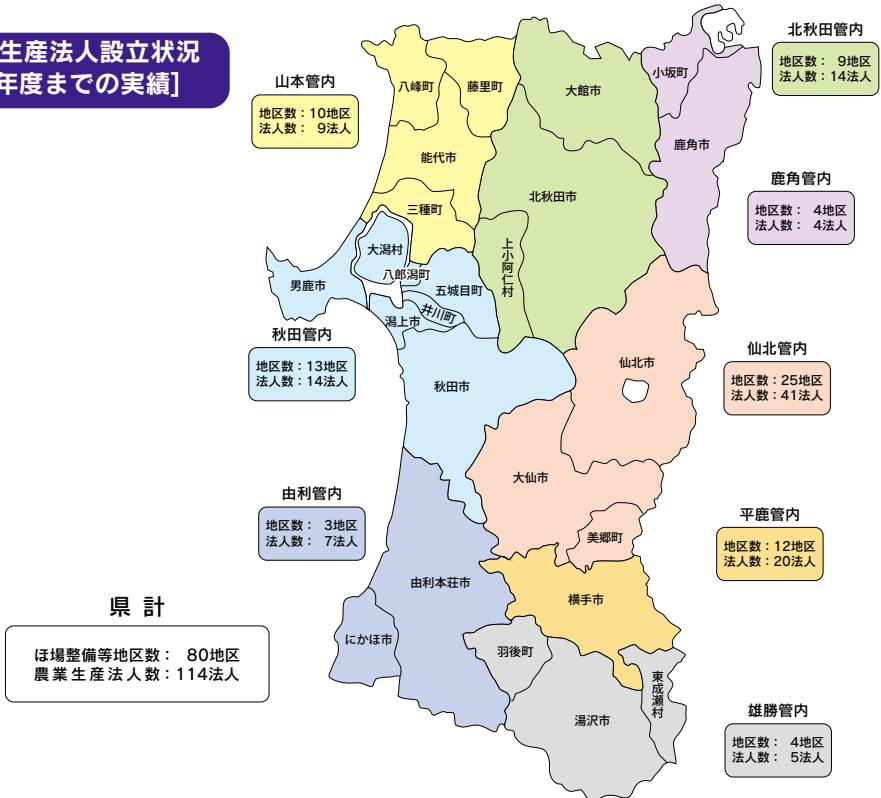 生産法人設立状況
年度までの実績]
山本管内
地区数：10地区
法人数： 9法人
北秋田管内
地区数： 9地区
法人数：14法人
鹿角管内
地区数： 4地区
法人数： 4法人
秋田管内
地区数：13地区
法人数：14法人
仙北管内
地区数：25地区
法人数：41法人
由利管内
地区数： 3地区
法人数： 7法人
平鹿管内
地区数：12地区
法人数：20法人
雄勝管内
地区数： 4地区
法人数： 5法人
県 計
ほ場整備等地区数： 80地区
農業生産法人数：114法人
八峰町
藤里町
能代市
三種町
大館市
北秋田市
上小阿仁村
小坂町
鹿角市
大潟村
八郎潟町
男鹿市
五城目町
井川町
潟上市
秋田市
仙北市
大仙市
美郷町
由利本荘市
にかほ市
横手市
羽後町
湯沢市
東成瀬村